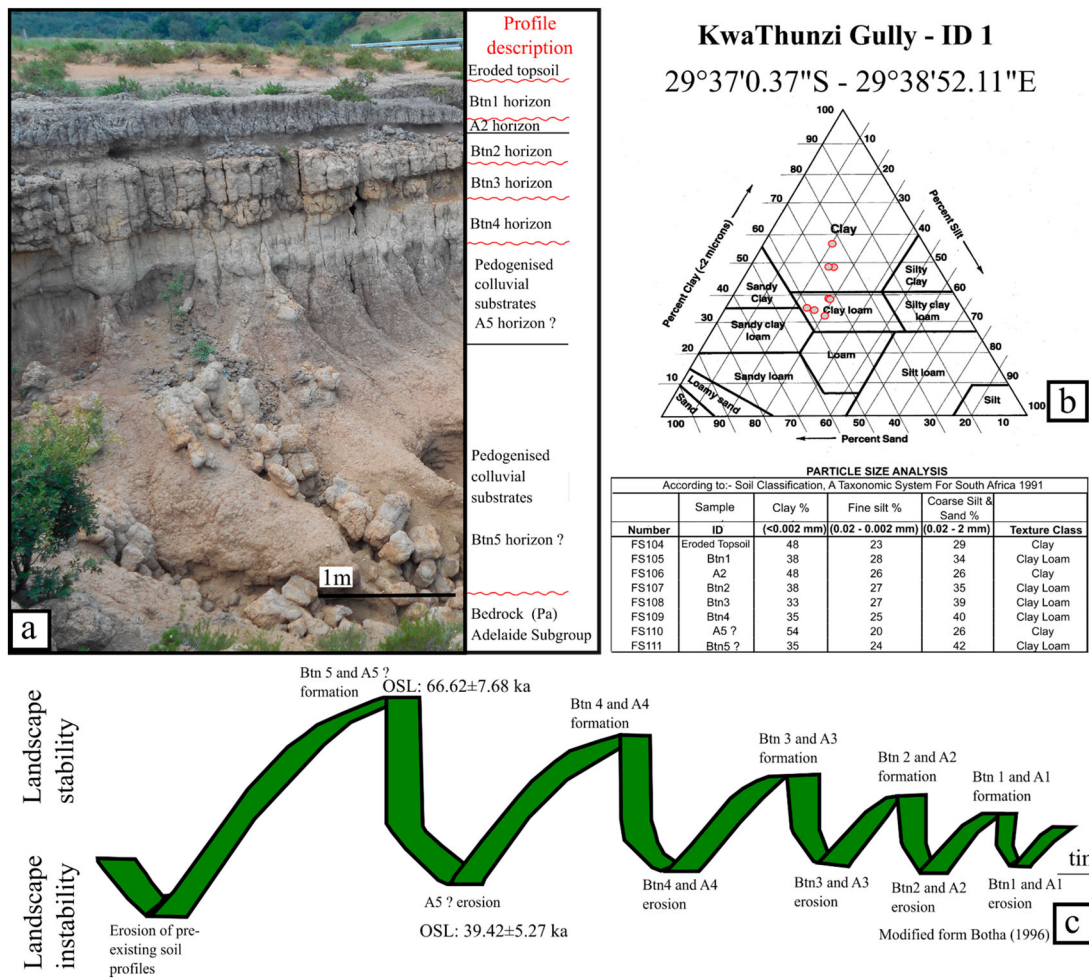 Profile
description
Eroded topsoil
Btn1 horizon
A2 horizon
Btn2 horizon
Btn3 horizon
Btn4 horizon
Pedogenised
colluvial
substrates
A5 horizon ?
Pedogenised
colluvial
substrates
Btn5 horizon ?
Bedrock (Pa)
Adelaide Subgroup
1m
a
KwaThunzi Gully - ID 1
29°37'0.37"S - 29°38'52.11"E
100
90 10
80 20
70 30
60 40
50 50
40 60
30 70
20 80
10 90
100
100 90 80 70 60 50 40 30 20 10
Percent Clay (<2 microns)
Percent Silt
Percent Sand
Clay
Silty
Clay
Sandy
Clay
Clay loam
Silty clay
loam
Sandy clay
loam
Loam
Sandy loam
Silt loam
Loamy sand
Sand
Silt
b
PARTICLE SIZE ANALYSIS
According to:- Soil Classification, A Taxonomic System For South Africa 1991
Sample Clay % Fine silt % Coarse Silt &
Sand %
Number ID (<0.002 mm) (0.02 - 0.002 mm) (0.02 - 2 mm) Texture Class
FS104 Eroded Topsoil 48 23 29 Clay
FS105 Btn1 38 28 34 Clay Loam
FS106 A2 48 26 26 Clay
FS107 Btn2 38 27 35 Clay Loam
FS108 Btn3 33 27 39 Clay Loam
FS109 Btn4 35 25 40 Clay Loam
FS110 A5 ? 54 20 26 Clay
FS111 Btn5 ? 35 24 42 Clay Loam
Landscape
stability
Landscape
instability
Btn 5 and A5 ?
formation
OSL: 66.62±7.68 ka
Btn 4 and A4
formation
Btn 3 and A3
formation
Btn 2 and A2
formation
Btn 1 and A1
formation
Erosion of pre-
existing soil
profiles
A5 ? erosion
OSL: 39.42±5.27 ka
Btn4 and A4
erosion
Btn3 and A3
erosion
Btn2 and A2
erosion
Btn1 and A1
erosion
tin
c
Modified form Botha (1996)